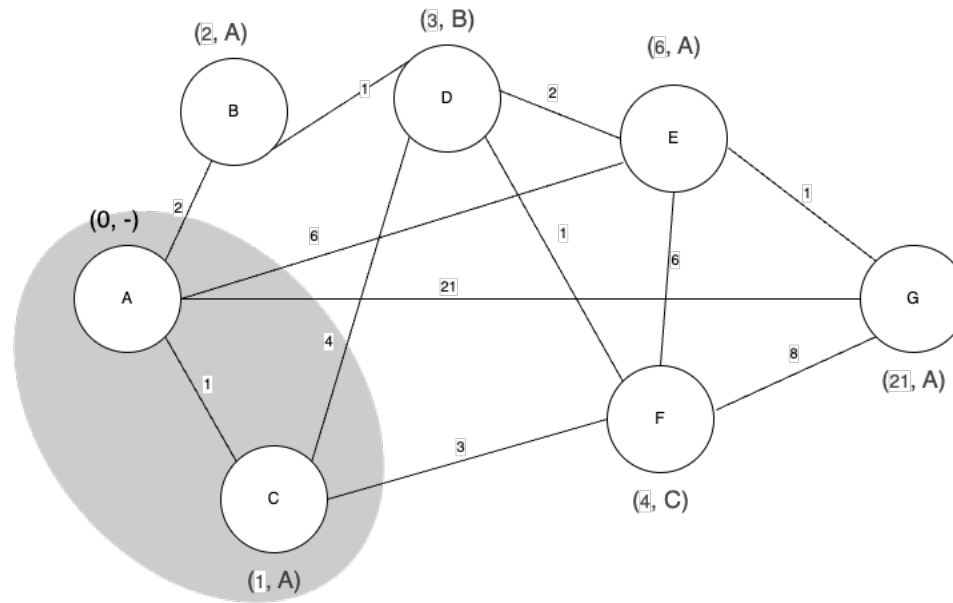 (3, B)
(2, A)
(6, A)
D
B
1
2
E
2
(0, -)
6
1
6
1
A
21
G
4
8
1
(21, A)
F
3
C
(4, C)
(1, A)